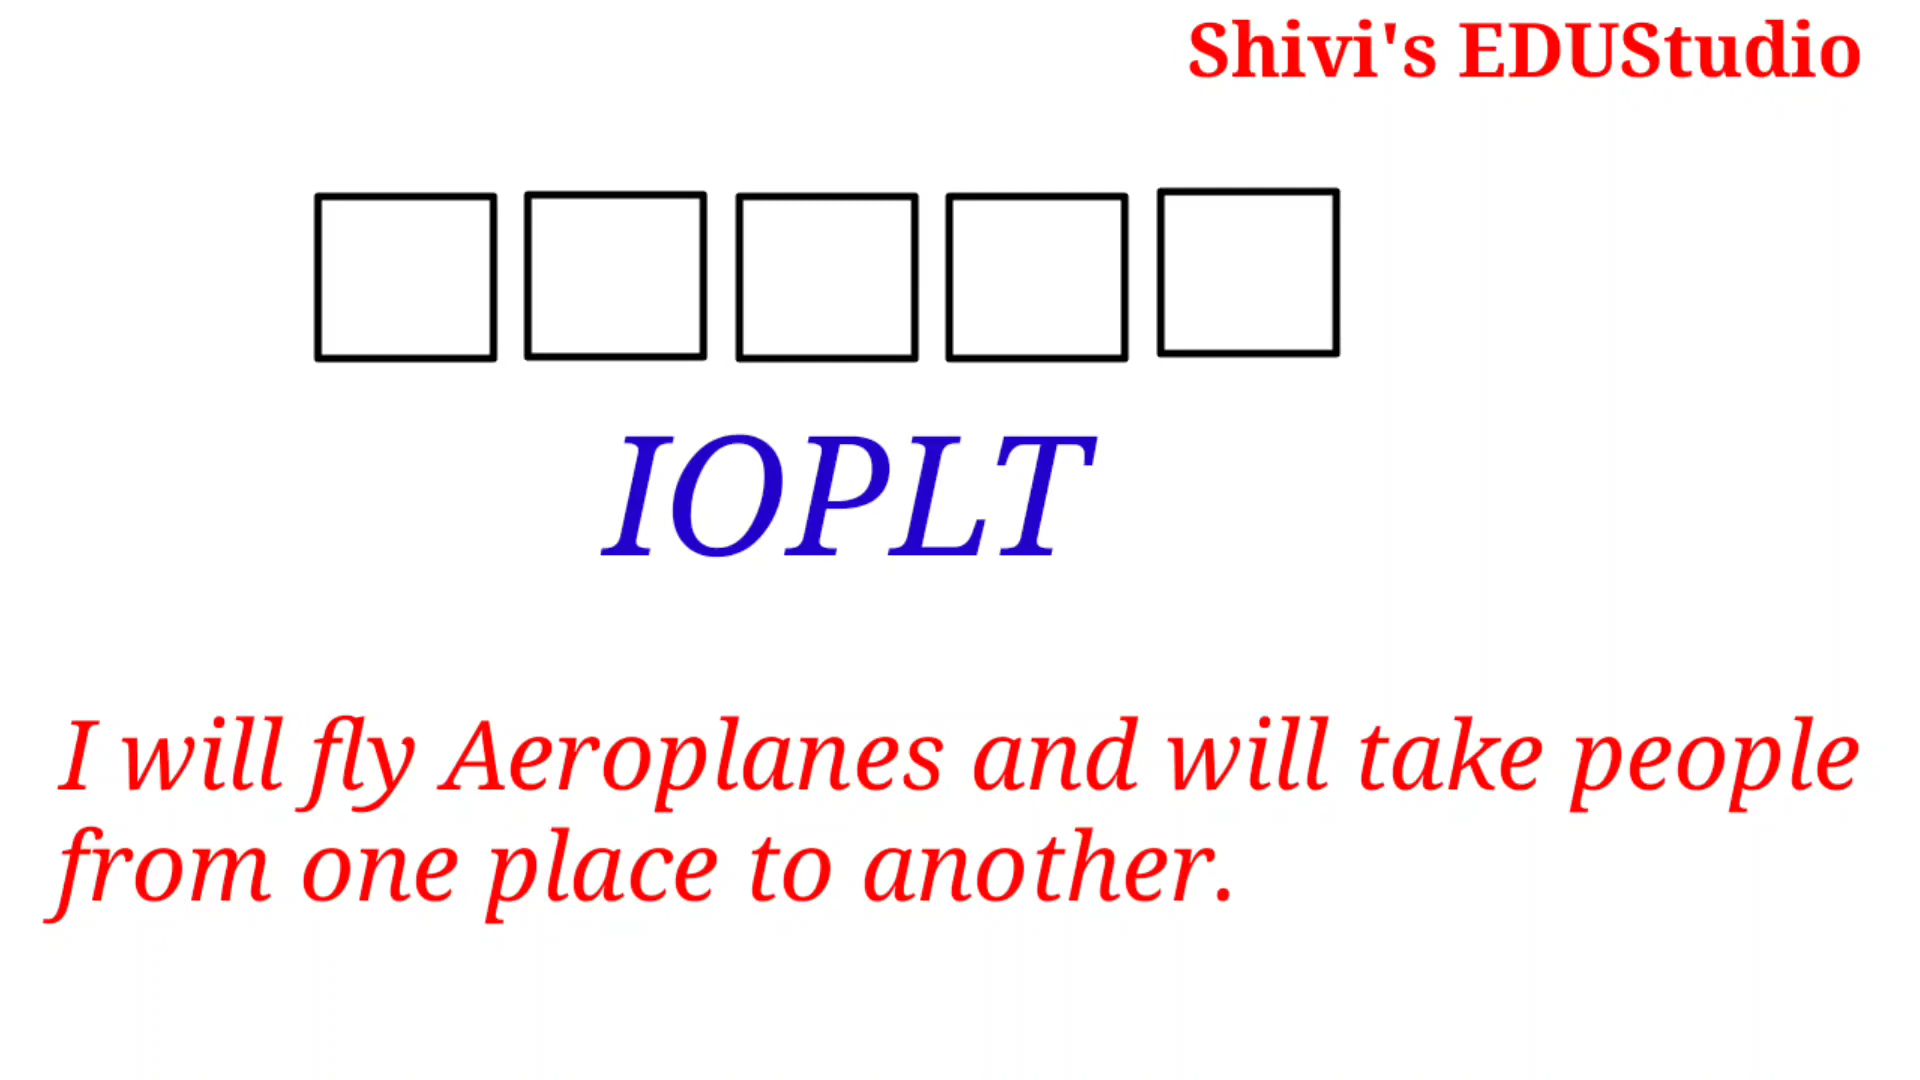 Shivi's EDUStudio
IOPLT
I will fly Aeroplanes and will take people
from one place to another.